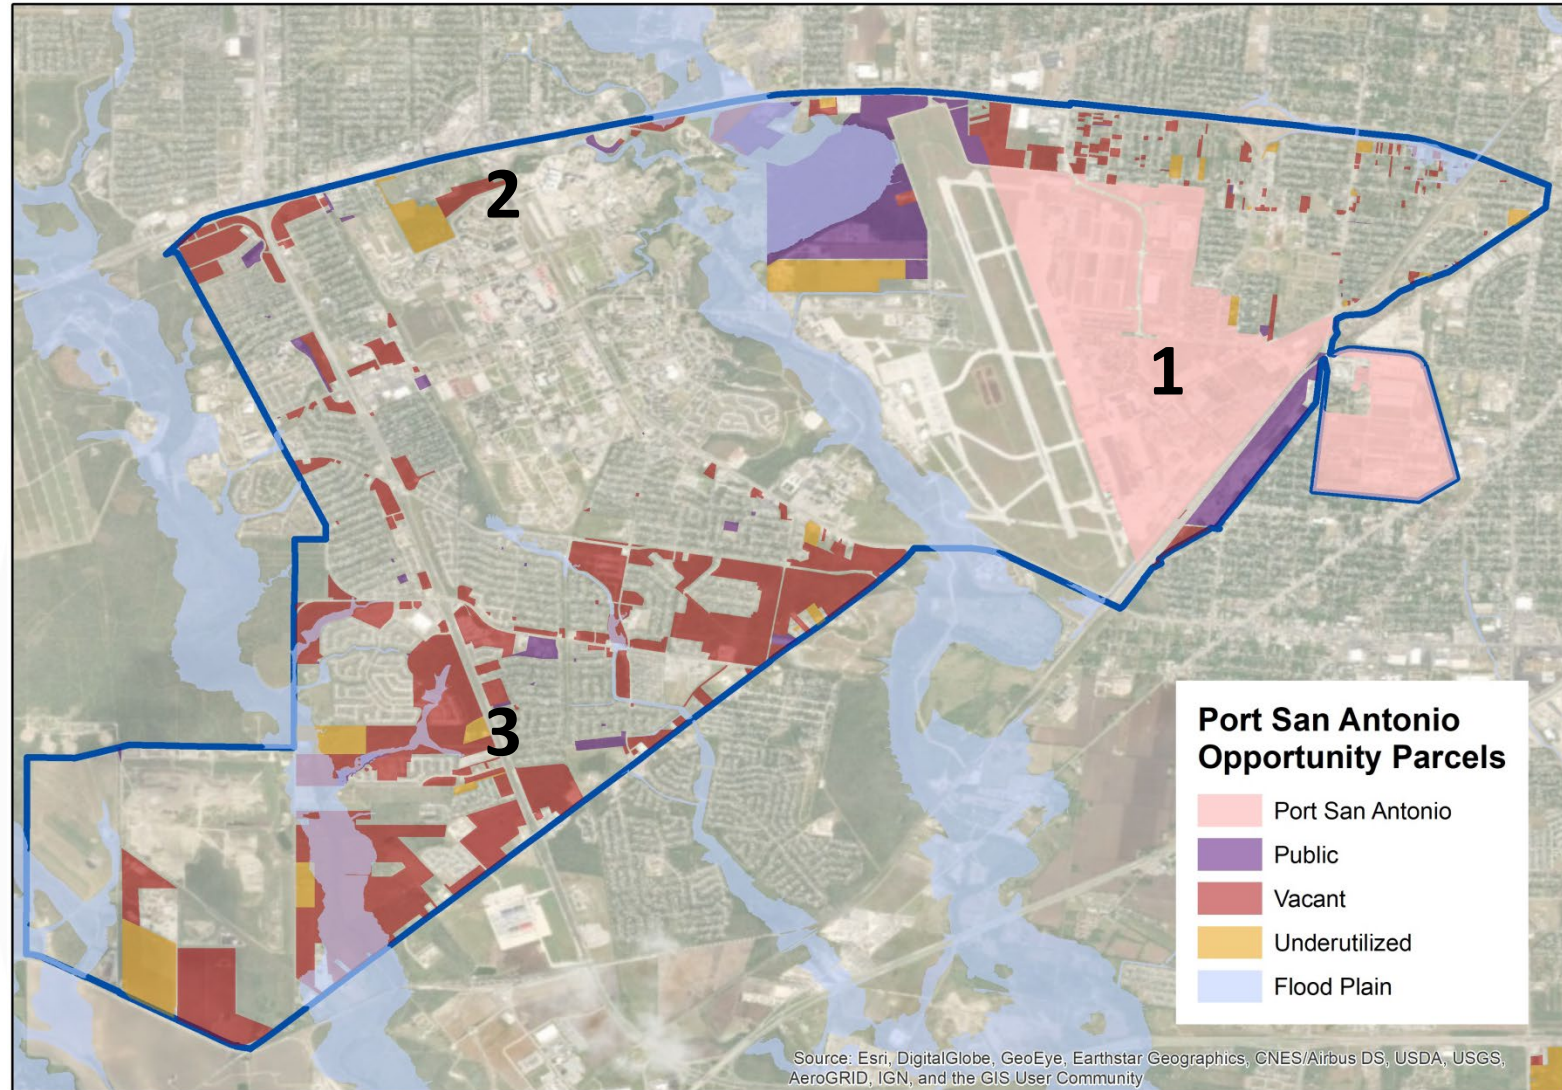 2
1
3
Port San Antonio
Opportunity Parcels
Port San Antonio
Public
Vacant
Underutilized
Flood Plain
Source: Esri, DigitalGlobe, GeoEye, Earthstar Geographics, CNES/Airbus DS, USDA, USGS,
AeroGRID, IGN, and the GIS User Community